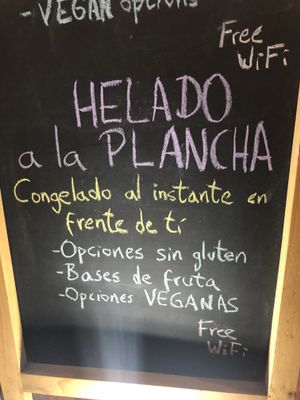 - VEGAN options
Free
WiFi
HELADO
a la PLANCHA
Congelado al instante en
frente de tí
-Opciones sin gluten
-Bases de fruta
-Opciones VEGANAS
Free
WiFi